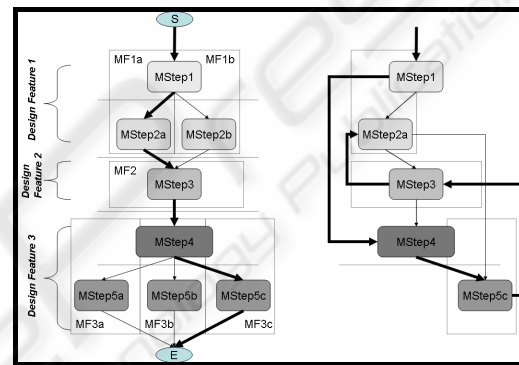 S
MF1a
MF1b
MStep1
MStep1
Design Feature 1
MStep2a
MStep2b
MStep2a
Design
Feature 2
MF2
MStep3
MStep3
Design Feature 3
MStep4
MStep4
MStep5a
MStep5b
MStep5c
MStep5c
MF3a
MF3b
MF3c
E